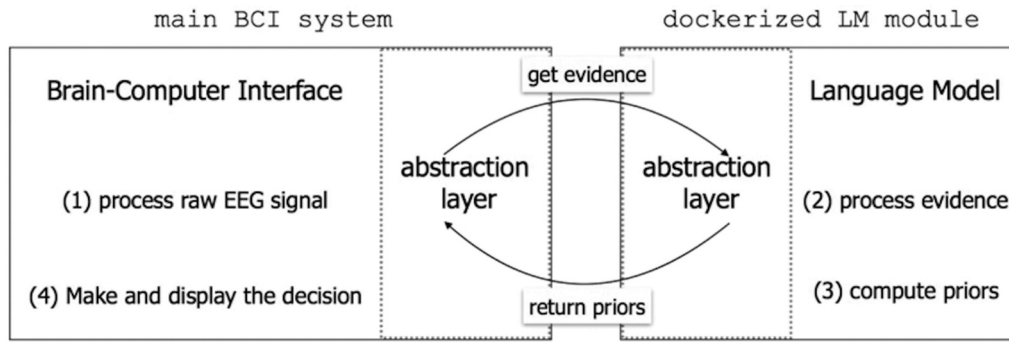 main BCI system
dockerized LM module
get evidence
Brain-Computer Interface
Language Model
abstraction
layer
abstraction
layer
(1) process raw EEG signal
(2) process evidence
(4) Make and display the decision
(3) compute priors
return priors